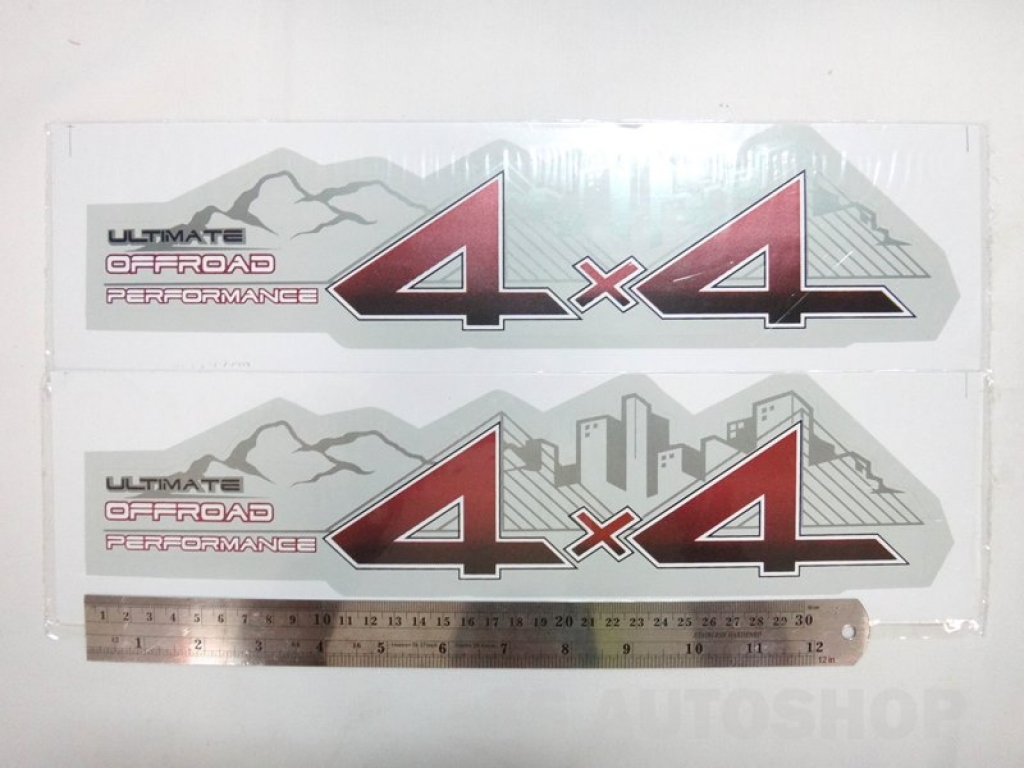 ULTIMATE
OFFROAD
PERFORMANCE
4x4
ULTIMATE
OFFROAD
PERFORMANCE
4x4
1 2 3 4 5 6 7 8 9 10 11 12 13 14 15 16 17 18 19 20 21 22 23 24 25 26 27 28 29 30
1 2 3 4 5 6 7 8 9 10 11 12
12 in
AUTOSHOP